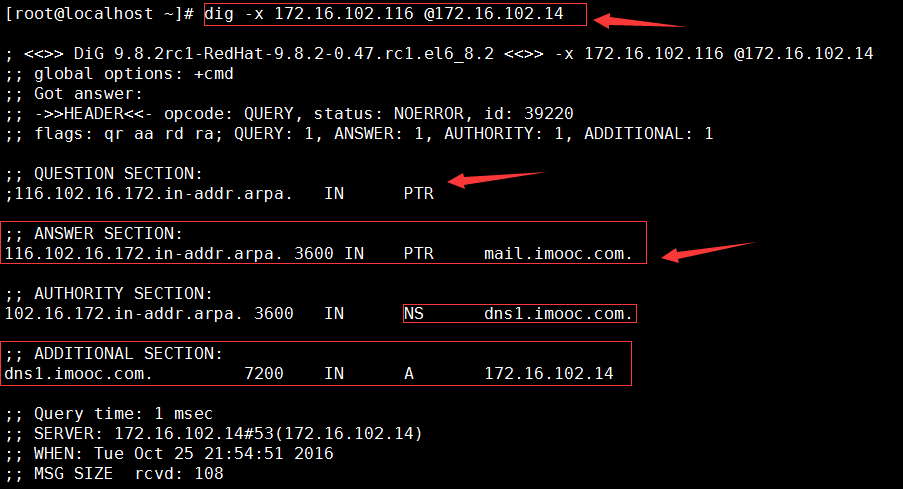 [root@localhost ~]# dig -x 172.16.102.116 @172.16.102.14
; <<>> DiG 9.8.2rc1-RedHat-9.8.2-0.47.rc1.el6_8.2 <<>> -x 172.16.102.116 @172.16.102.14
;; global options: +cmd
;; Got answer:
;; ->>HEADER<<- opcode: QUERY, status: NOERROR, id: 39220
;; flags: qr aa rd ra; QUERY: 1, ANSWER: 1, AUTHORITY: 1, ADDITIONAL: 1
;; QUESTION SECTION:
;116.102.16.172.in-addr.arpa. IN PTR
;; ANSWER SECTION:
116.102.16.172.in-addr.arpa. 3600 IN PTR mail.imooc.com.
;; AUTHORITY SECTION:
102.16.172.in-addr.arpa. 3600 IN NS dns1.imooc.com.
;; ADDITIONAL SECTION:
dns1.imooc.com. 7200 IN A 172.16.102.14
;; Query time: 1 msec
;; SERVER: 172.16.102.14#53(172.16.102.14)
;; WHEN: Tue Oct 25 21:54:51 2016
;; MSG SIZE rcvd: 108